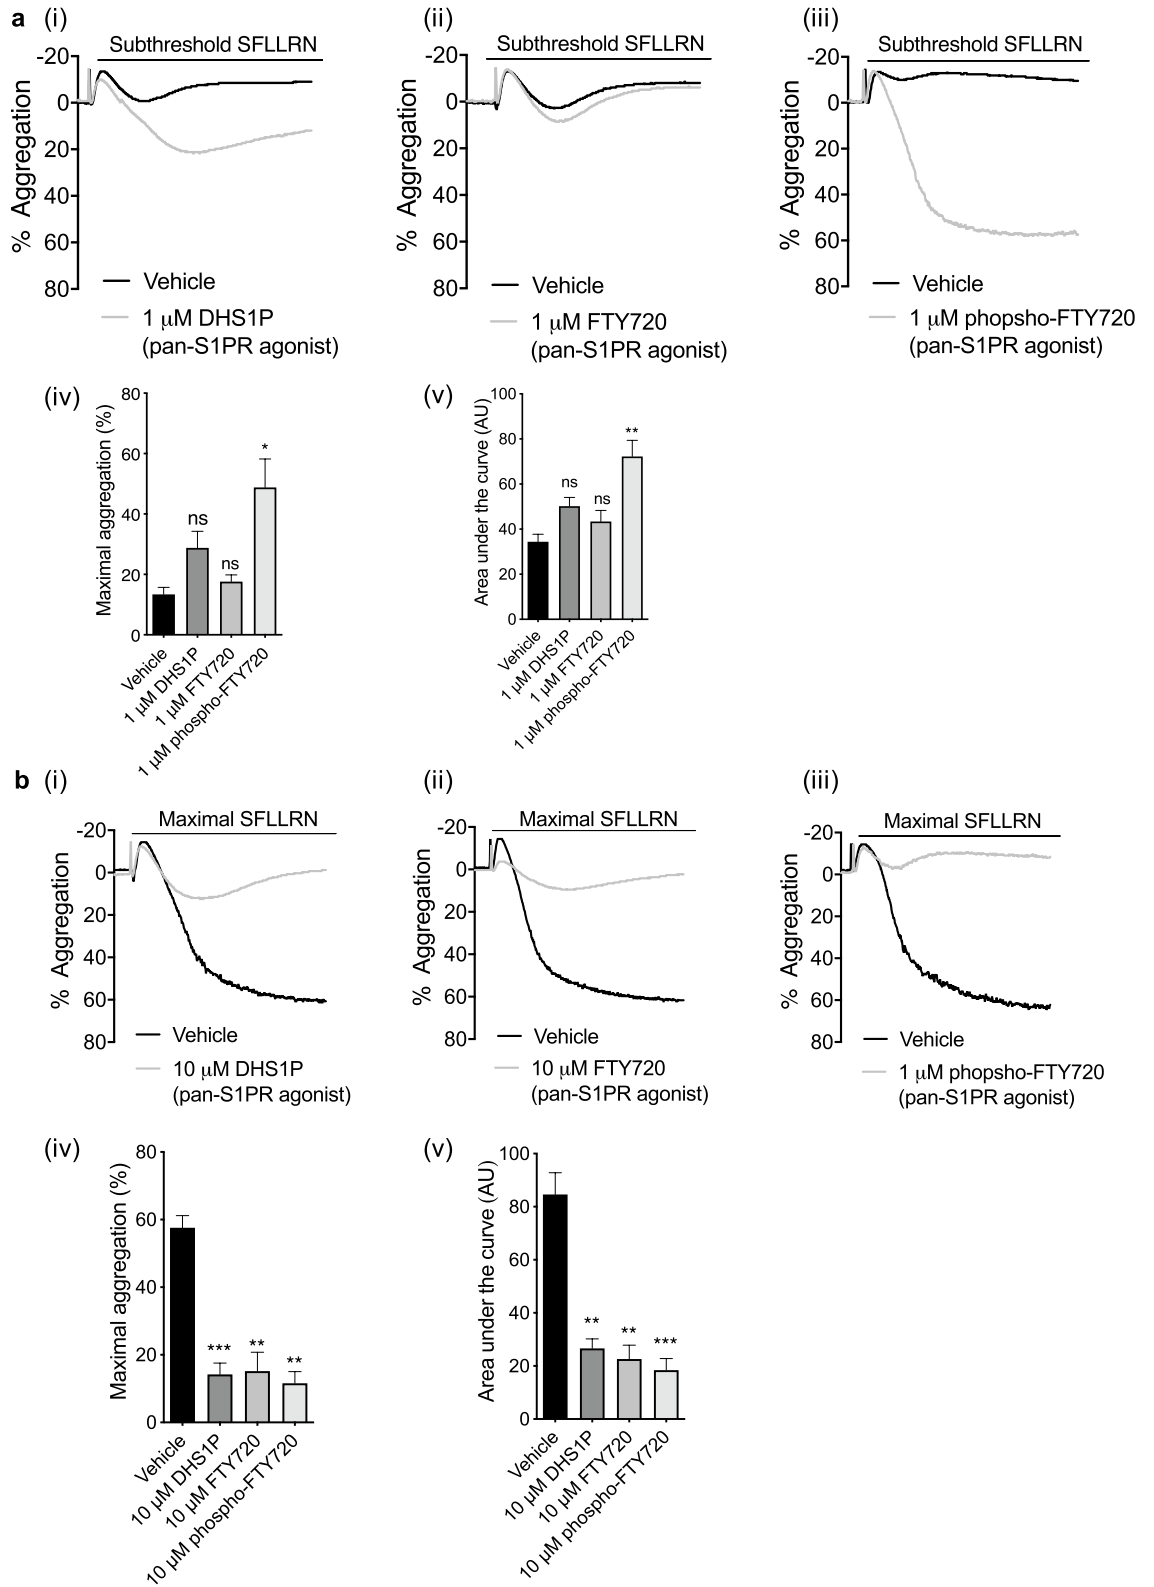 a (i) (ii) (iii)
Subthreshold SFLLRN
-20
0
20
40
60
80
% Aggregation
Vehicle
1 μM DHS1P
(pan-S1PR agonist)
Subthreshold SFLLRN
-20
0
20
40
60
80
% Aggregation
Vehicle
1 μM FTY720
(pan-S1PR agonist)
Subthreshold SFLLRN
-20
0
20
40
60
80
% Aggregation
Vehicle
1 μM phopsho-FTY720
(pan-S1PR agonist)
(iv)
80
60
40
20
0
Maximal aggregation (%)
ns
ns
*
Vehicle
1 μM DHS1P
1 μM FTY720
1 μM phospho-FTY720
(v)
100
80
60
40
20
0
Area under the curve (AU)
ns
ns
**
Vehicle
1 μM DHS1P
1 μM FTY720
1 μM phospho-FTY720
b (i) (ii) (iii)
Maximal SFLLRN
-20
0
20
40
60
80
% Aggregation
Vehicle
10 μM DHS1P
(pan-S1PR agonist)
Maximal SFLLRN
-20
0
20
40
60
80
% Aggregation
Vehicle
10 μM FTY720
(pan-S1PR agonist)
Maximal SFLLRN
-20
0
20
40
60
80
% Aggregation
Vehicle
1 μM phopsho-FTY720
(pan-S1PR agonist)
(iv)
80
60
40
20
0
Maximal aggregation (%)
***
**
**
Vehicle
10 μM DHS1P
10 μM FTY720
10 μM phospho-FTY720
(v)
100
80
60
40
20
0
Area under the curve (AU)
**
**
***
Vehicle
10 μM DHS1P
10 μM FTY720
10 μM phospho-FTY720